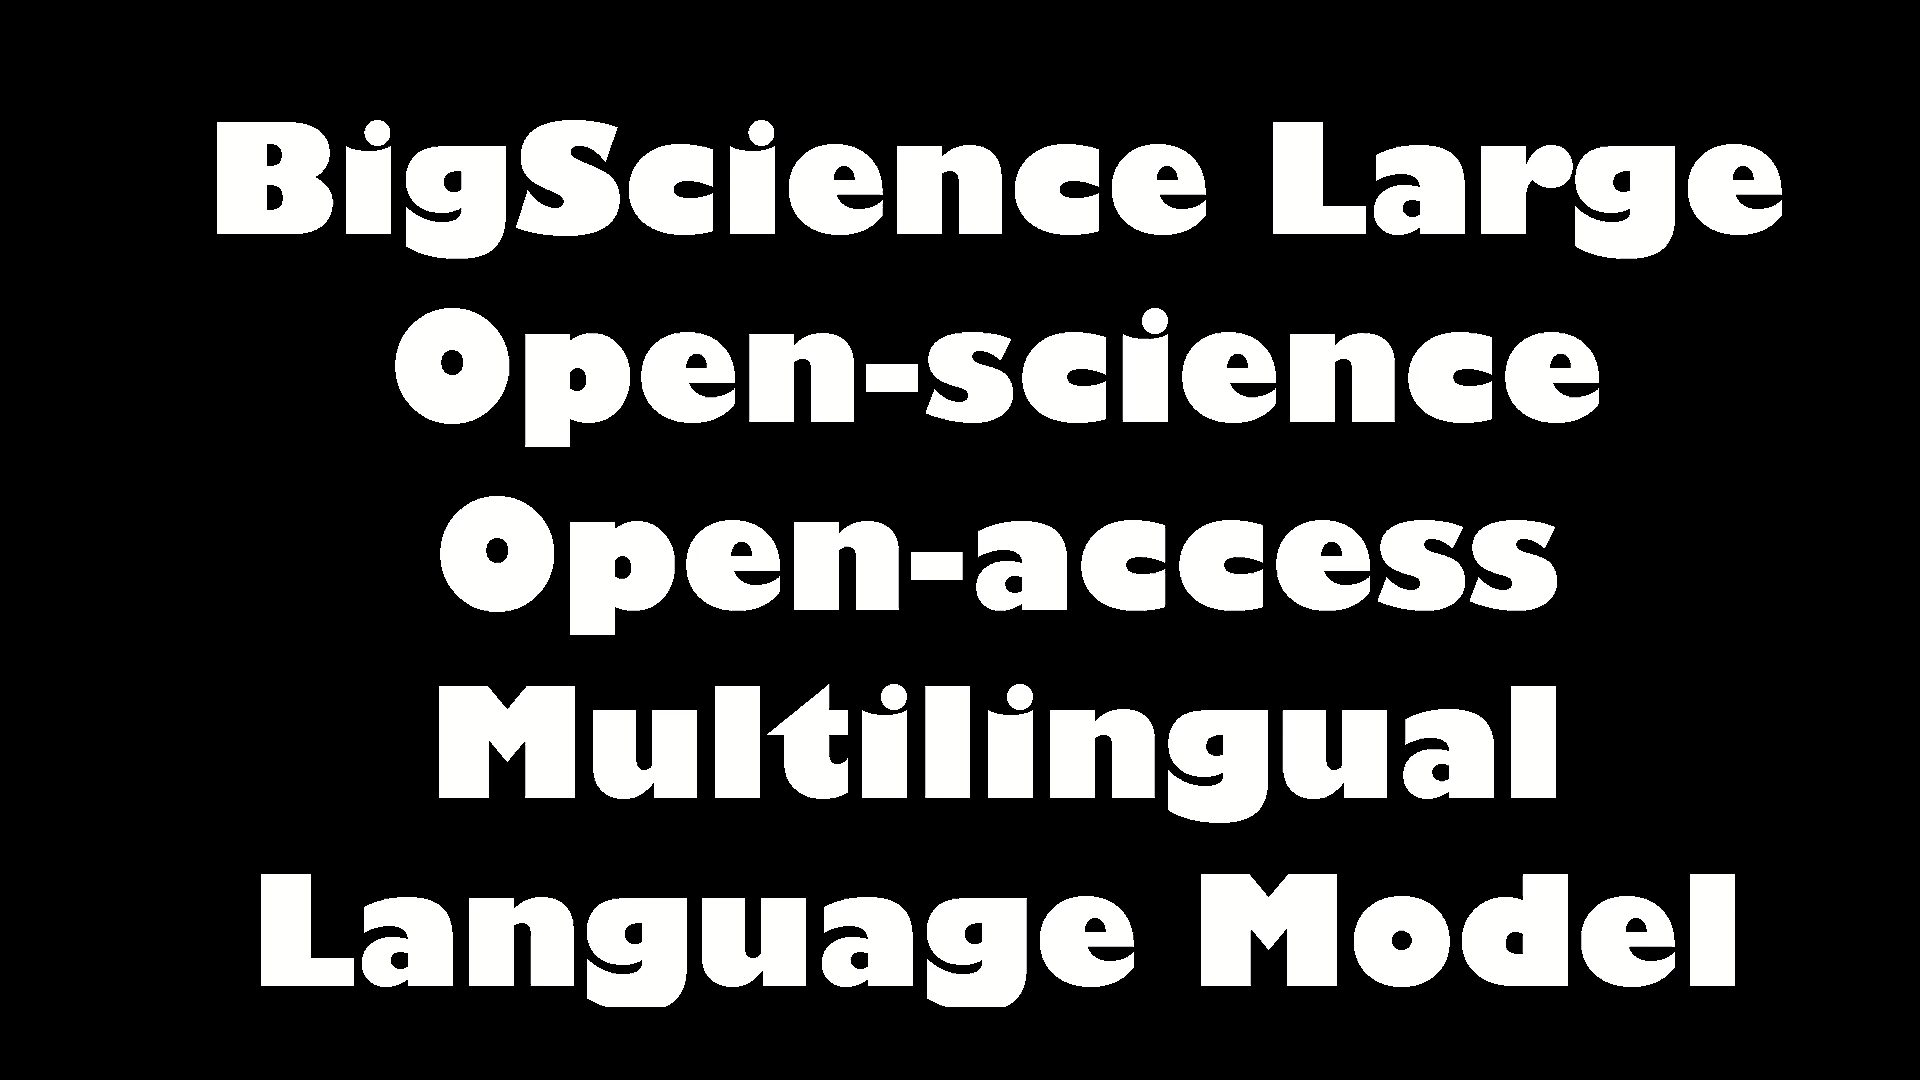 BigScience Large
Open-science
Open-access
Multilingual
Language Model